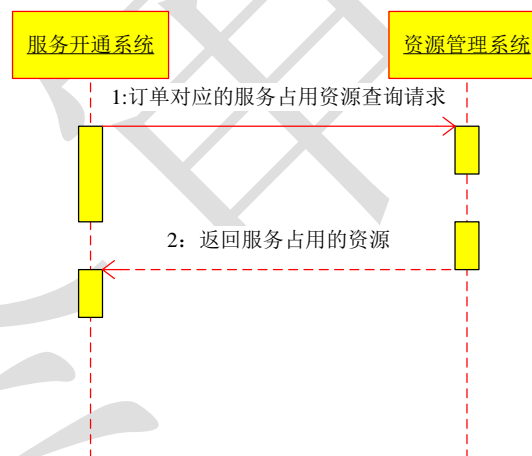 服务开通系统
资源管理系统
1:订单对应的服务占用资源查询请求
2：返回服务占用的资源